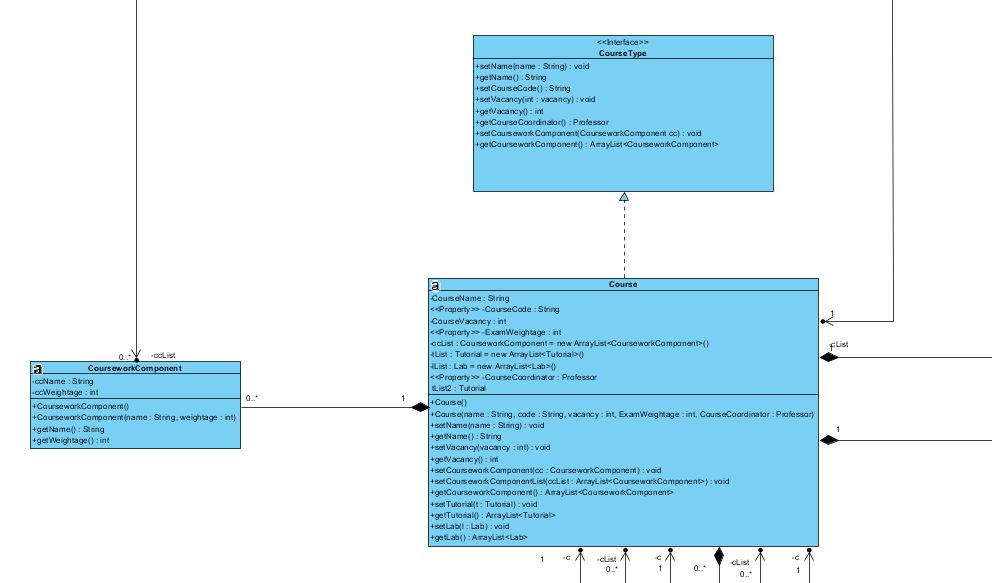 <<Interface>>
CourseType
+setName(name : String) : void
+getName() : String
+setCourseCode() : String
+setVacancy(int : vacancy) : void
+getVacancy() : int
+getCourseCoordinator() : Professor
+setCourseworkComponent(CourseworkComponent cc) : void
+getCourseworkComponent() : ArrayList<CourseworkComponent>
a
Course
-CourseName : String
<<Property>> -CourseCode : String
-CourseVacancy : int
<<Property>> -ExamWeightage : int
-ccList : CourseworkComponent = new ArrayList<CourseworkComponent>()
-tList : Tutorial = new ArrayList<Tutorial>()
-lList : Lab = new ArrayList<Lab>()
<<Property>> -CourseCoordinator : Professor
tList2 : Tutorial
+Course()
+Course(name : String, code : String, vacancy : int, ExamWeightage : int, CourseCoordinator : Professor)
+setName(name : String) : void
+getName() : String
+setVacancy(vacancy : int) : void
+getVacancy() : int
+setCourseworkComponent(cc : CourseworkComponent) : void
+setCourseworkComponentList(ccList : ArrayList<CourseworkComponent>) : void
+getCourseworkComponent() : ArrayList<CourseworkComponent>
+setTutorial(t : Tutorial) : void
+getTutorial() : ArrayList<Tutorial>
+setLab(l : Lab) : void
+getLab() : ArrayList<Lab>
0..*
-ccList
a
CourseworkComponent
-ccName : String
-ccWeightage : int
+CourseworkComponent()
+CourseworkComponent(name : String, weightage : int)
+getName() : String
+getWeightage() : int
0..*
1
1
1
1
1
-c
-cList
0..*
-c
1
0..*
-cList
0..*
-c
1